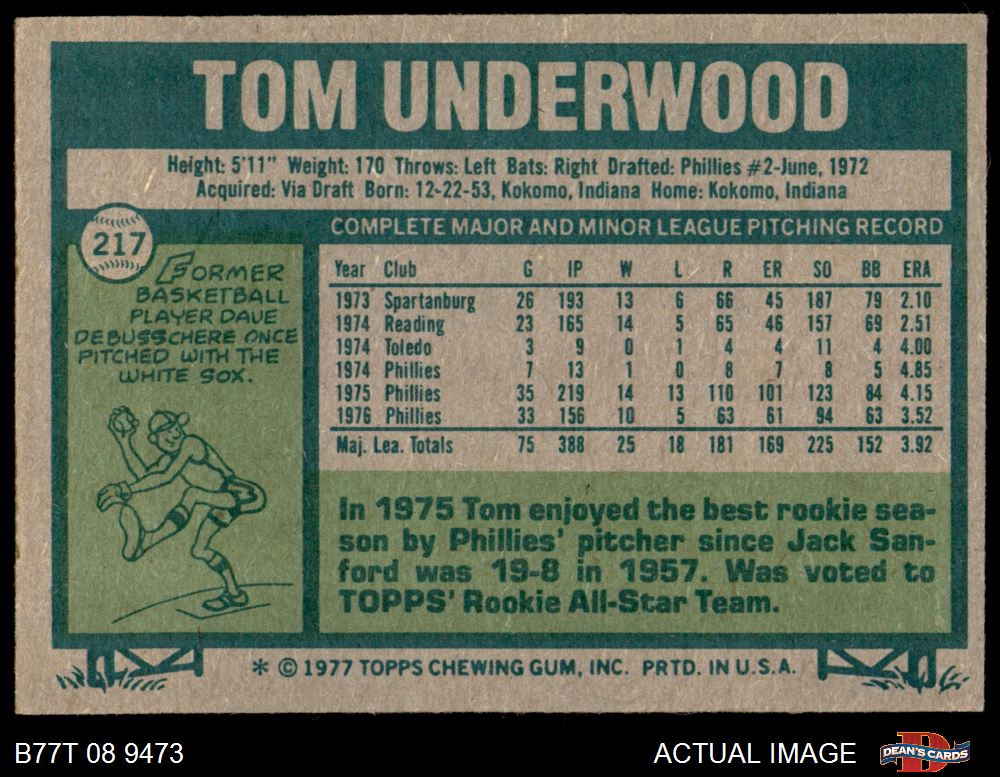 TOM UNDERWOOD
Height: 5'11" Weight: 170 Throws: Left Bats: Right Drafted: Phillies #2-June, 1972
Acquired: Via Draft Born: 12-22-53, Kokomo, Indiana Home: Kokomo, Indiana
217
COMPLETE MAJOR AND MINOR LEAGUE PITCHING RECORD
FORMER
BASKETBALL
PLAYER DAVE
DEBUSSCHERE ONCE
PITCHED WITH THE
WHITE SOX.
Year Club G IP W L R ER SO BB ERA
1973 Spartanburg 26 193 13 6 66 45 187 79 2.10
1974 Reading 23 165 14 5 65 46 157 69 2.51
1974 Toledo 3 9 0 1 4 4 11 4 4.00
1974 Phillies 7 13 1 0 8 7 8 5 4.85
1975 Phillies 35 219 14 13 110 101 123 84 4.15
1976 Phillies 33 156 10 5 63 61 94 63 3.52
Maj. Lea. Totals 75 388 25 18 181 169 225 152 3.92
In 1975 Tom enjoyed the best rookie sea-
son by Phillies' pitcher since Jack San-
ford was 19-8 in 1957. Was voted to
TOPPS' Rookie All-Star Team.
* © 1977 TOPPS CHEWING GUM, INC. PRTD. IN U.S.A.
B77T 08 9473
ACTUAL IMAGE
DEAN'S CARDS